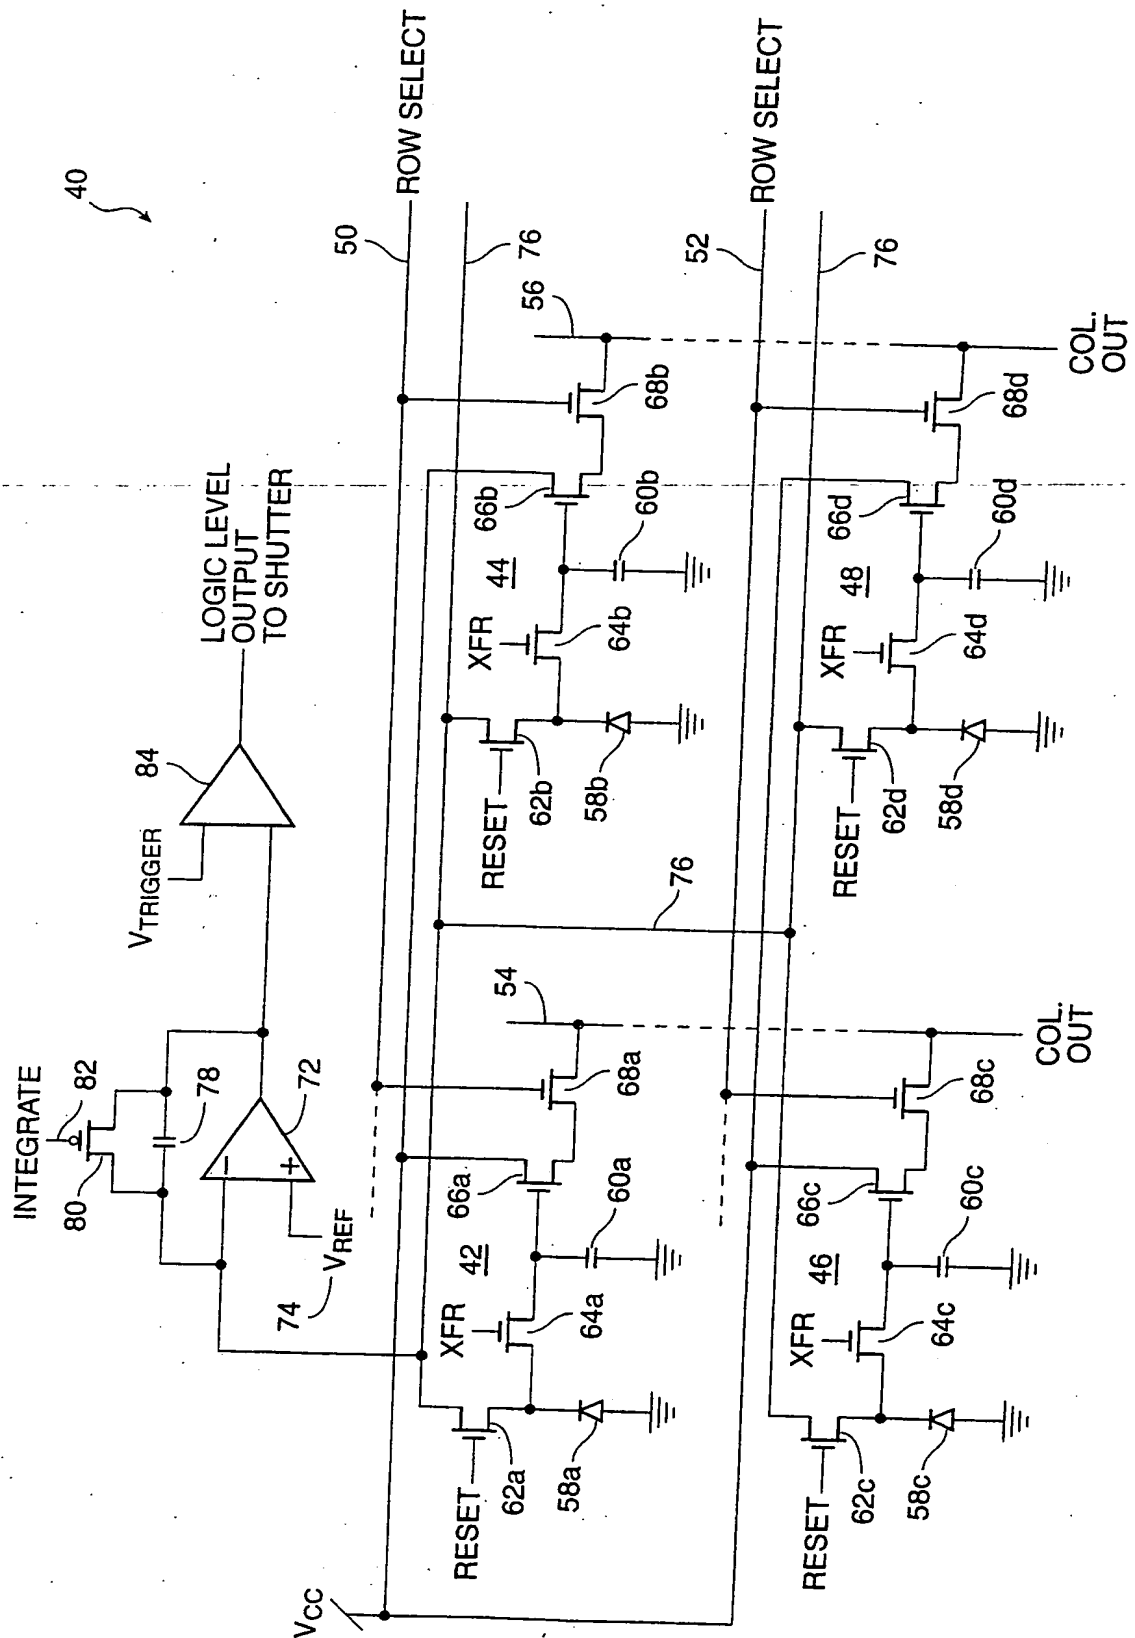 40
INTEGRATE
82
80
78
72
74
VREF
VTRIGGER
84
LOGIC LEVEL
OUTPUT
TO SHUTTER
VCC
50
ROW SELECT
76
RESET
62a
58a
XFR
64a
42
60a
66a
68a
54
RESET
62b
58b
XFR
64b
44
60b
66b
68b
56
76
52
ROW SELECT
76
RESET
62c
58c
XFR
64c
46
60c
66c
68c
COL.
OUT
RESET
62d
58d
XFR
64d
48
60d
66d
68d
COL.
OUT